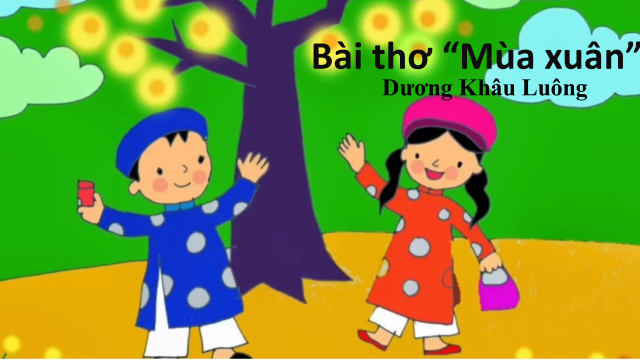 Bài thơ “Mùa xuân”
Dương Khâu Luông